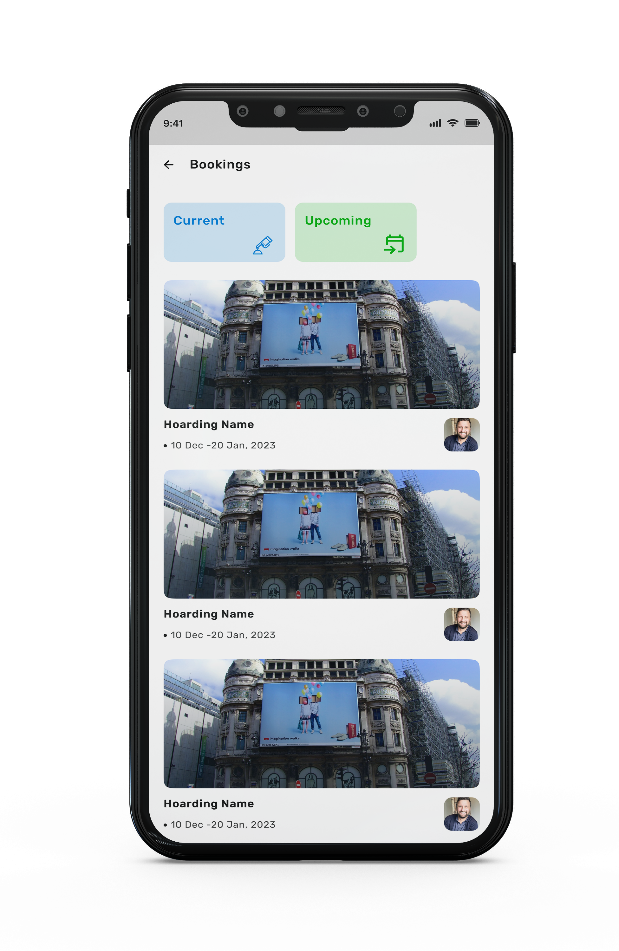 9:41
Bookings
Current
Upcoming
Hoarding Name
• 10 Dec -20 Jan, 2023
Hoarding Name
• 10 Dec -20 Jan, 2023
Hoarding Name
• 10 Dec -20 Jan, 2023